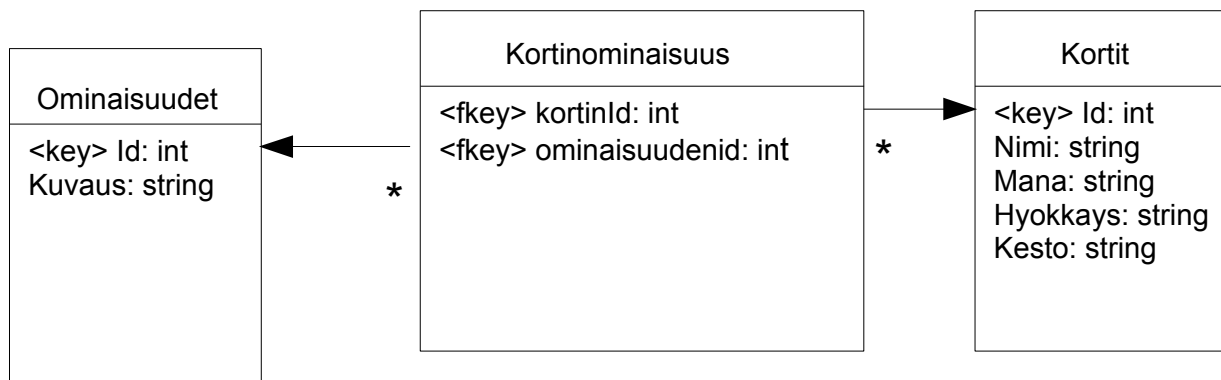 Ominaisuudet
<key> Id: int
Kuvaus: string
*
Kortinominaisuus
<fkey> kortinId: int
<fkey> ominaisuudenid: int
*
Kortit
<key> Id: int
Nimi: string
Mana: string
Hyokkays: string
Kesto: string